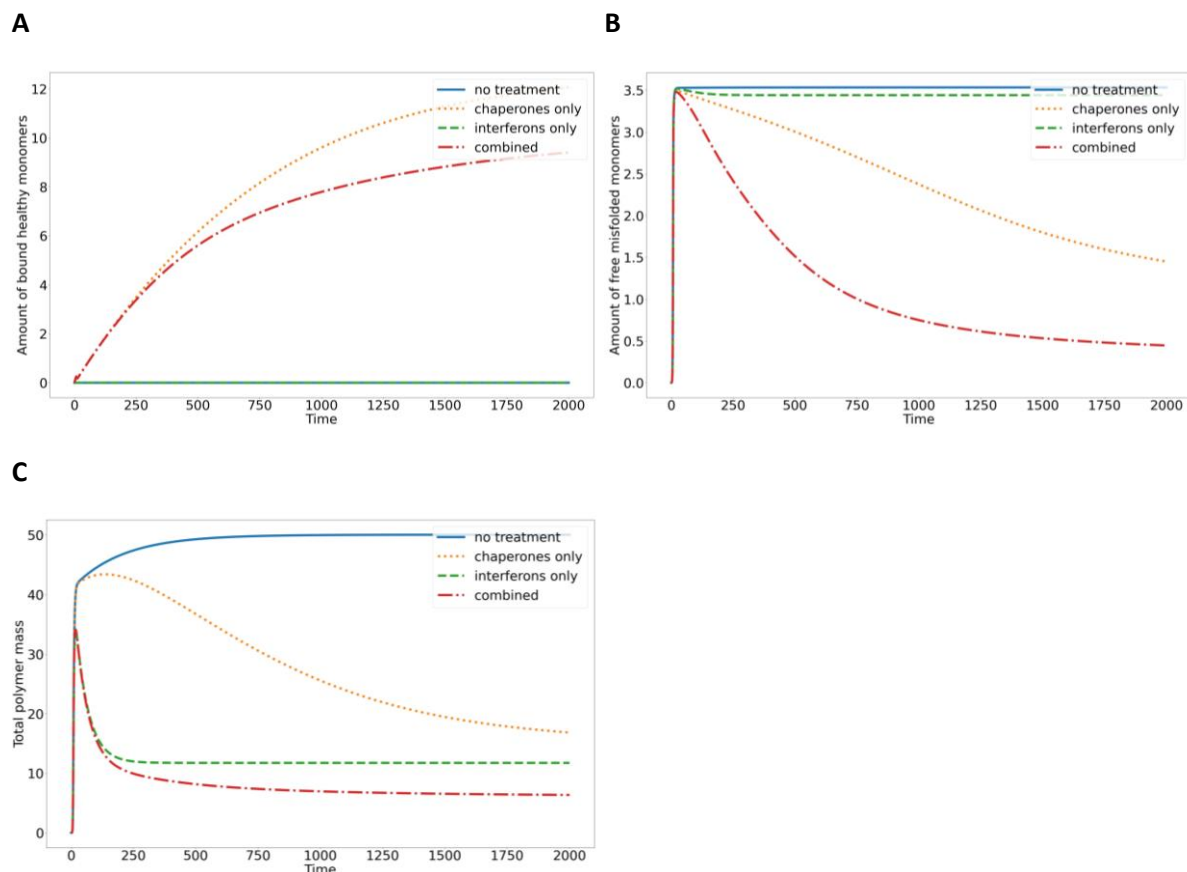 A
B
Amount of bound healthy monomers
12
10
8
6
4
2
0
0 250 500 750 1000 1250 1500 1750 2000
Time
no treatment
chaperones only
interferons only
combined
Amount of free misfolded monomers
3.5
3.0
2.5
2.0
1.5
1.0
0.5
0.0
0 250 500 750 1000 1250 1500 1750 2000
Time
no treatment
chaperones only
interferons only
combined
C
Total polymer mass
50
40
30
20
10
0
0 250 500 750 1000 1250 1500 1750 2000
Time
no treatment
chaperones only
interferons only
combined